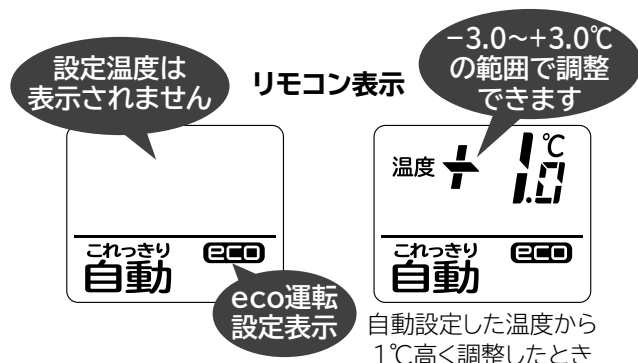 設定温度は
表示されません
リモコン表示
−3.0~+3.0℃
の範囲で調整
できます
これっきり
自動
eco
eco運転
設定表示
温度 + 1.0 ℃
これっきり
自動
eco
自動設定した温度から
1℃高く調整したとき